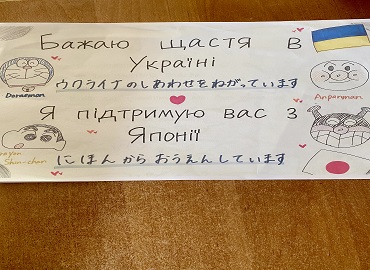 Бажаю щастя в
Україні
ウクライナのしあわせをねがっています
Doraemon
Anpanman
Я підтримую вас з
Японії
にほんからおうえんしています
Shin-chan